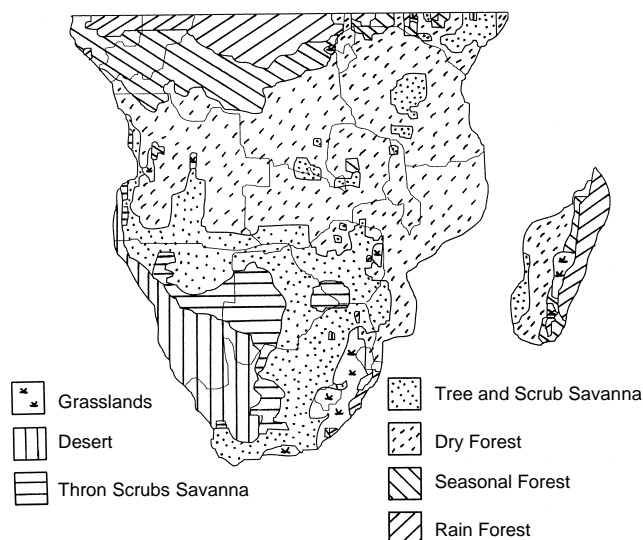 Grasslands
Desert
Thron Scrubs Savanna
Tree and Scrub Savanna
Dry Forest
Seasonal Forest
Rain Forest